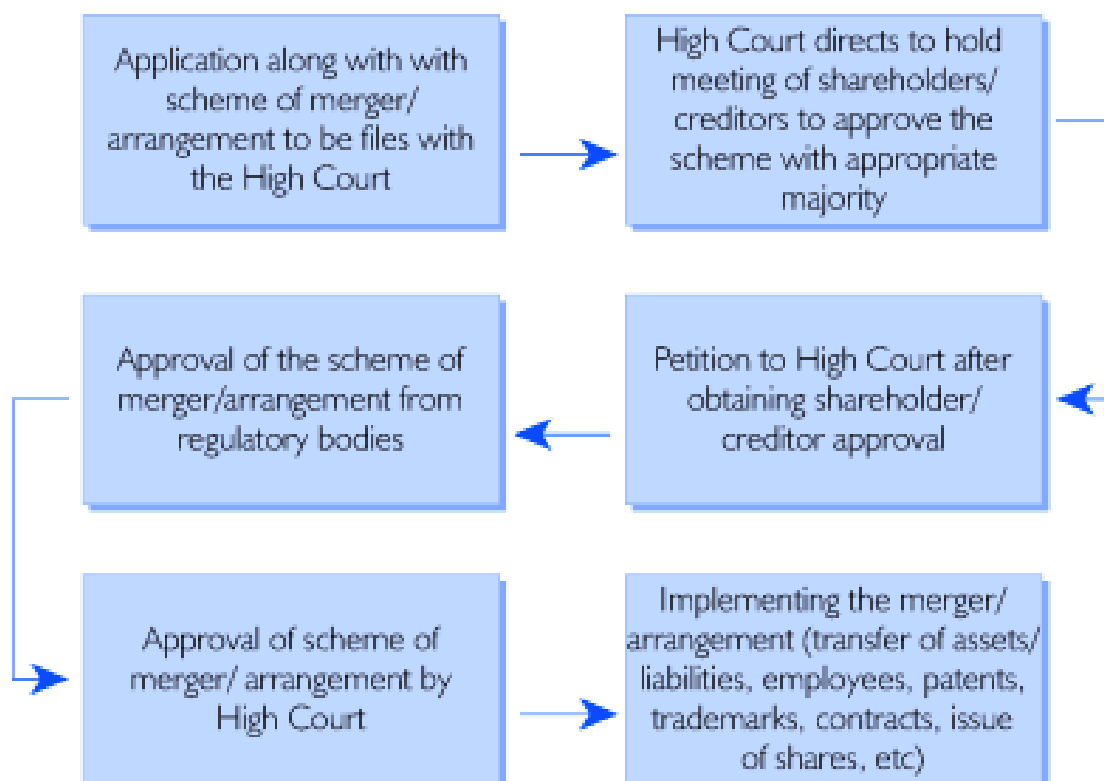 Application along with with
scheme of merger/
arrangement to be files with
the High Court
High Court directs to hold
meeting of shareholders/
creditors to approve the
scheme with appropriate
majority
Petition to High Court after
obtaining shareholder/
creditor approval
Approval of the scheme of
merger/arrangement from
regulatory bodies
Approval of scheme of
merger/ arrangement by
High Court
Implementing the merger/
arrangement (transfer of assets/
liabilities, employees, patents,
trademarks, contracts, issue
of shares, etc)